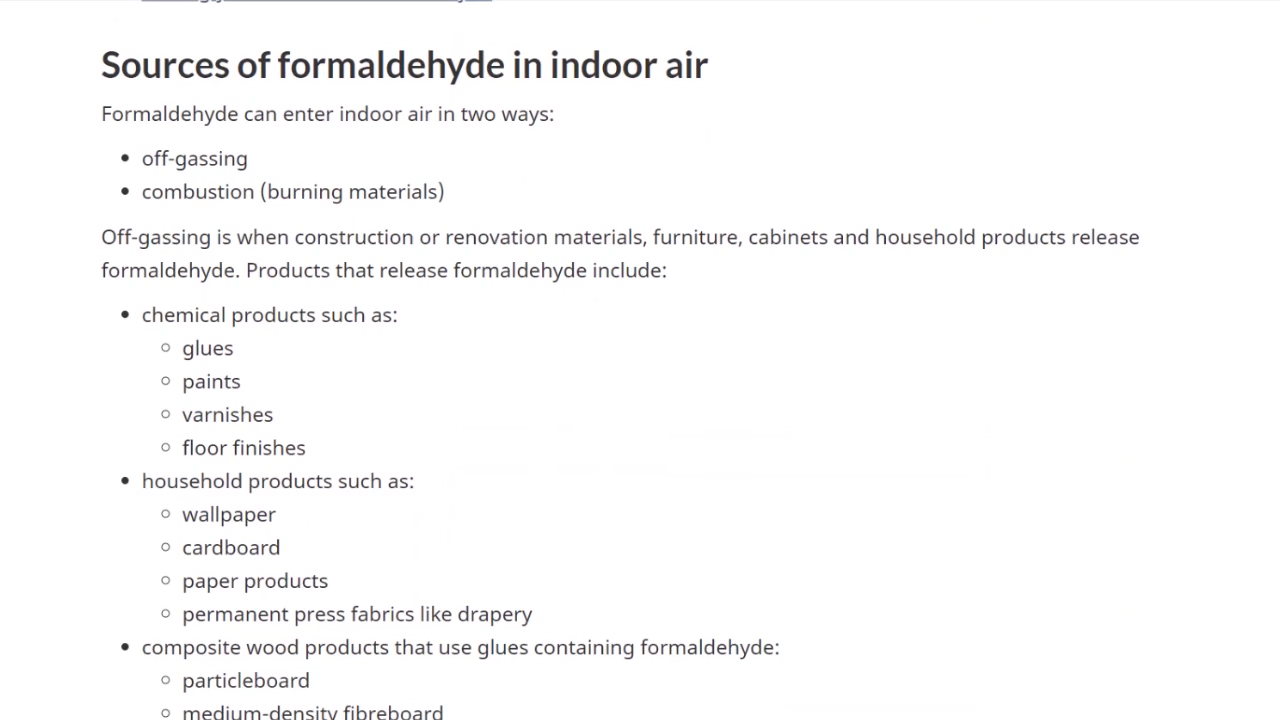 Sources of formaldehyde in indoor air
Formaldehyde can enter indoor air in two ways:
off-gassing
combustion (burning materials)
Off-gassing is when construction or renovation materials, furniture, cabinets and household products release
formaldehyde. Products that release formaldehyde include:
chemical products such as:
glues
paints
varnishes
floor finishes
household products such as:
wallpaper
cardboard
paper products
permanent press fabrics like drapery
composite wood products that use glues containing formaldehyde:
particleboard
medium-density fibreboard